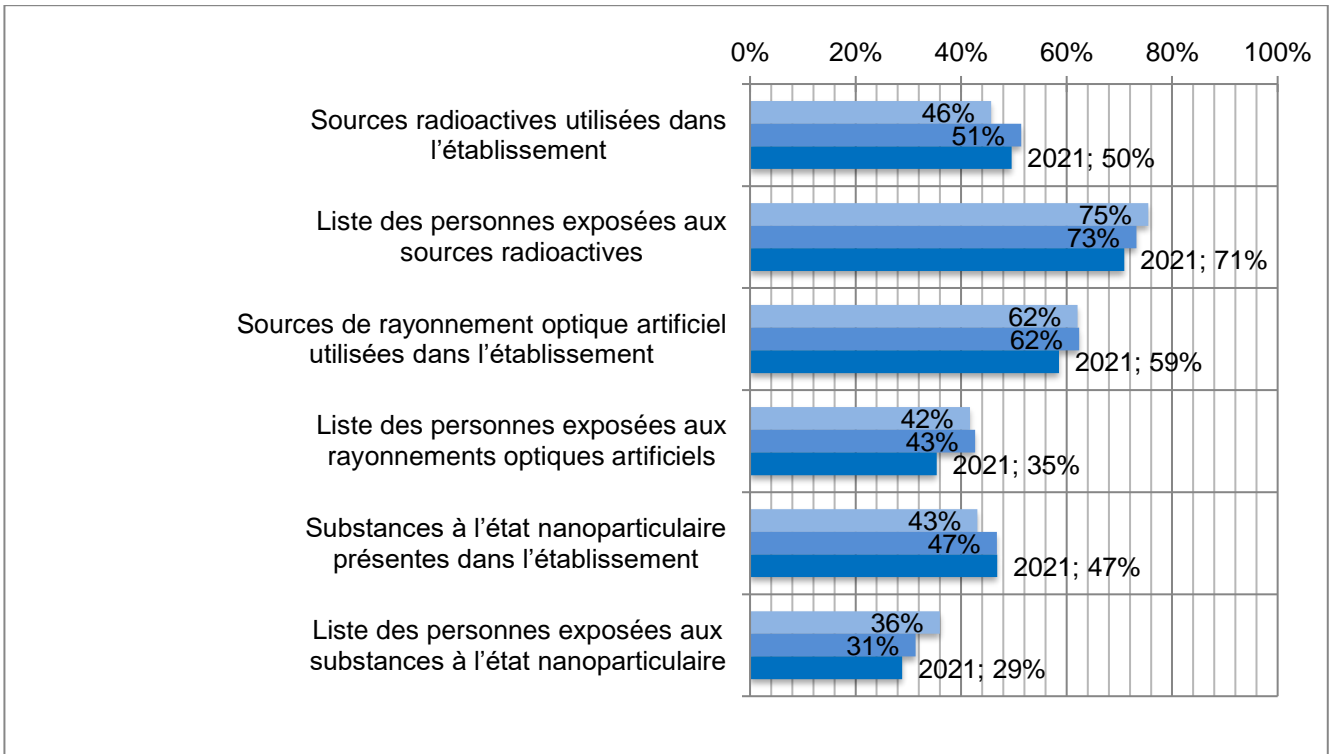 0% 20% 40% 60% 80% 100%
Sources radioactives utilisées dans
l’établissement
46%
51%
2021; 50%
Liste des personnes exposées aux
sources radioactives
75%
73%
2021; 71%
Sources de rayonnement optique artificiel
utilisées dans l’établissement
62%
62%
2021; 59%
Liste des personnes exposées aux
rayonnements optiques artificiels
42%
43%
2021; 35%
Substances à l’état nanoparticulaire
présentes dans l’établissement
43%
47%
2021; 47%
Liste des personnes exposées aux
substances à l’état nanoparticulaire
36%
31%
2021; 29%